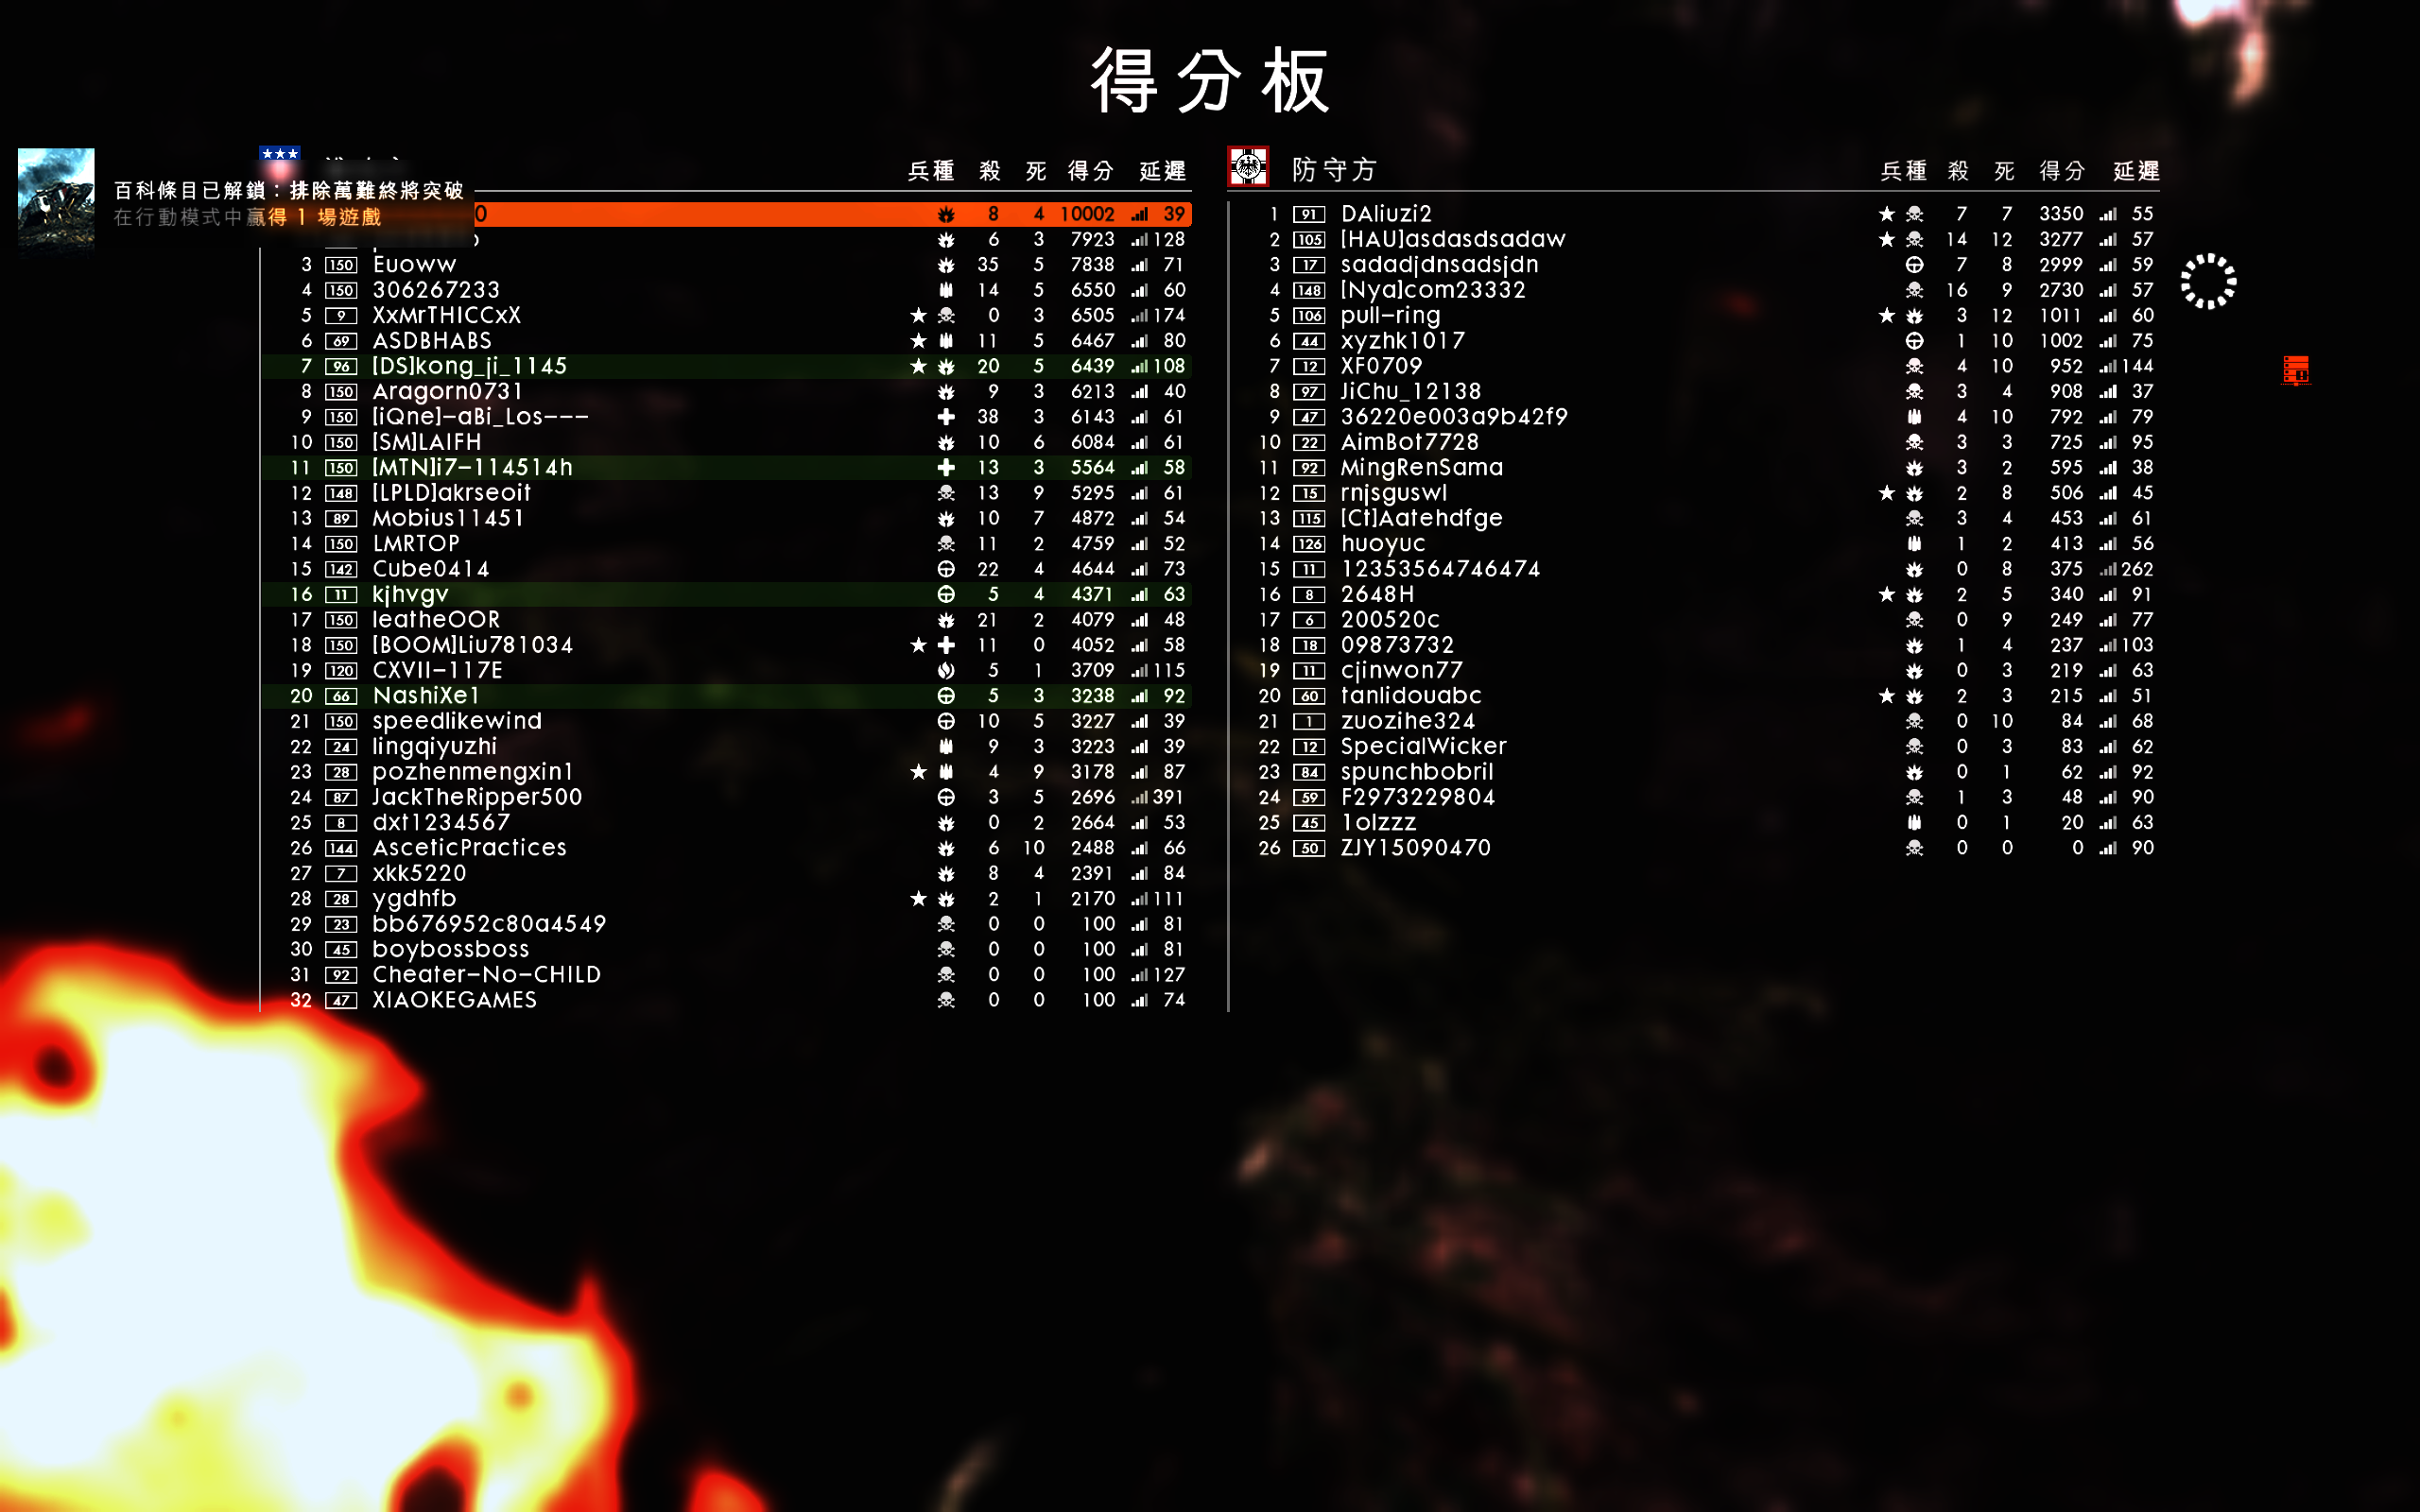 得分板
百科條目已解鎖：排除萬難終將突破
在行動模式中贏得 1 場遊戲
兵種 殺 死 得分 延遲
0 8 4 10002 39
6 3 7923 128
3 150 Euoww 35 5 7838 71
4 150 306267233 14 5 6550 60
5 9 XxMrTHICCxX 0 3 6505 174
6 69 ASDBHABS 11 5 6467 80
7 96 [DS]kong_ji_1145 20 5 6439 108
8 150 Aragorn0731 9 3 6213 40
9 150 [iQne]-aBi_Los--- 38 3 6143 61
10 150 [SM]LAIFH 10 6 6084 61
11 150 [MTN]i7-114514h 13 3 5564 58
12 148 [LPLD]akrseoit 13 9 5295 61
13 89 Mobius11451 10 7 4872 54
14 150 LMRTOP 11 2 4759 52
15 142 Cube0414 22 4 4644 73
16 11 kjhvgv 5 4 4371 63
17 150 leatheOOR 21 2 4079 48
18 150 [BOOM]Liu781034 11 0 4052 58
19 120 CXVII-117E 5 1 3709 115
20 66 NashiXe1 5 3 3238 92
21 150 speedlikewind 10 5 3227 39
22 24 lingqiyuzhi 9 3 3223 39
23 28 pozhenmengxin1 4 9 3178 87
24 87 JackTheRipper500 3 5 2696 391
25 8 dxt1234567 0 2 2664 53
26 144 AsceticPractices 6 10 2488 66
27 7 xkk5220 8 4 2391 84
28 28 ygdhfb 2 1 2170 111
29 23 bb676952c80a4549 0 0 100 81
30 45 boybossboss 0 0 100 81
31 92 Cheater-No-CHILD 0 0 100 127
32 47 XIAOKEGAMES 0 0 100 74
防守方 兵種 殺 死 得分 延遲
1 91 DAliuzi2 7 7 3350 55
2 105 [HAU]asdasdsadaw 14 12 3277 57
3 17 sadadjdnsadsjdn 7 8 2999 59
4 148 [Nya]com23332 16 9 2730 57
5 106 pull-ring 3 12 1011 60
6 44 xyzhk1017 1 10 1002 75
7 12 XF0709 4 10 952 144
8 97 JiChu_12138 3 4 908 37
9 47 36220e003a9b42f9 4 10 792 79
10 22 AimBot7728 3 3 725 95
11 92 MingRenSama 3 2 595 38
12 15 rnjsguswl 2 8 506 45
13 115 [Ct]Aatehdfge 3 4 453 61
14 126 huoyuc 1 2 413 56
15 11 12353564746474 0 8 375 262
16 8 2648H 2 5 340 91
17 6 200520c 0 9 249 77
18 18 09873732 1 4 237 103
19 11 cjinwon77 0 3 219 63
20 60 tanlidouabc 2 3 215 51
21 1 zuozihe324 0 10 84 68
22 12 SpecialWicker 0 3 83 62
23 84 spunchbobril 0 1 62 92
24 59 F2973229804 1 3 48 90
25 45 1olzzz 0 1 20 63
26 50 ZJY15090470 0 0 0 90